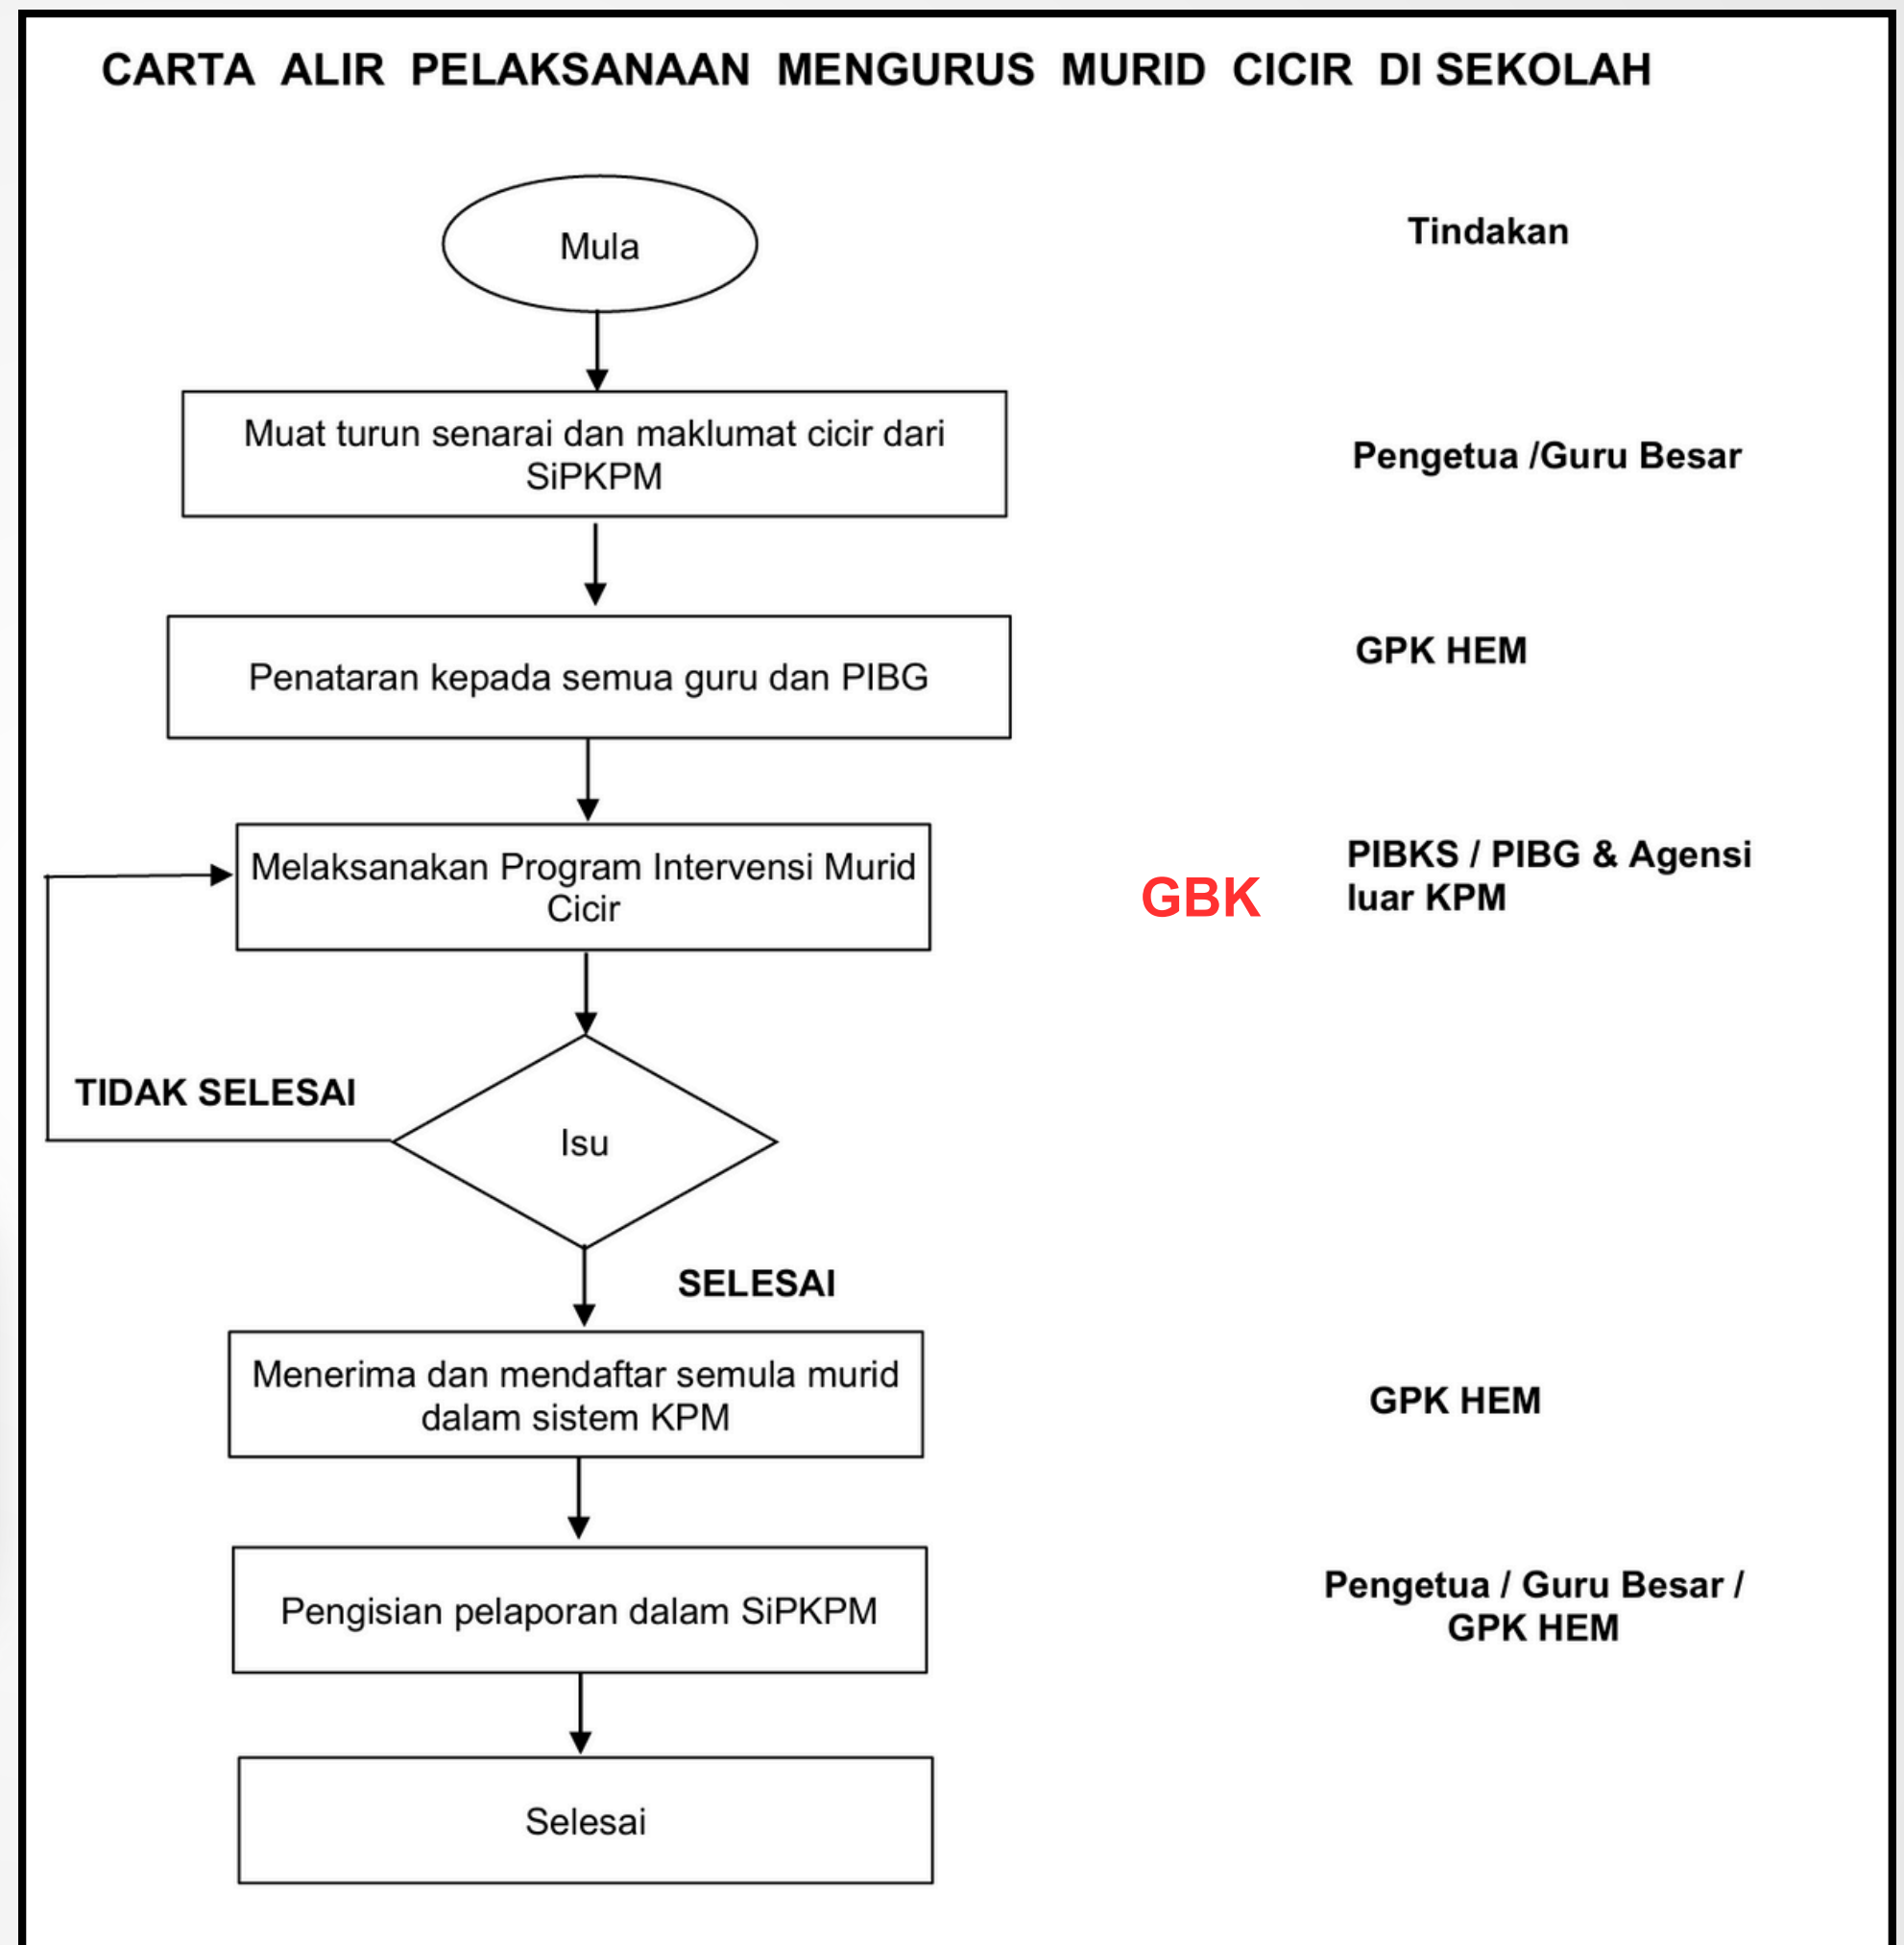 CARTA ALIR PELAKSANAAN MENGURUS MURID CICIR DI SEKOLAH
Mula
Tindakan
Muat turun senarai dan maklumat cicir dari
SiPKPM
Pengetua /Guru Besar
Penataran kepada semua guru dan PIBG
GPK HEM
Melaksanakan Program Intervensi Murid
Cicir
GBK
PIBKS / PIBG & Agensi
luar KPM
TIDAK SELESAI
Isu
SELESAI
Menerima dan mendaftar semula murid
dalam sistem KPM
GPK HEM
Pengisian pelaporan dalam SiPKPM
Pengetua / Guru Besar /
GPK HEM
Selesai